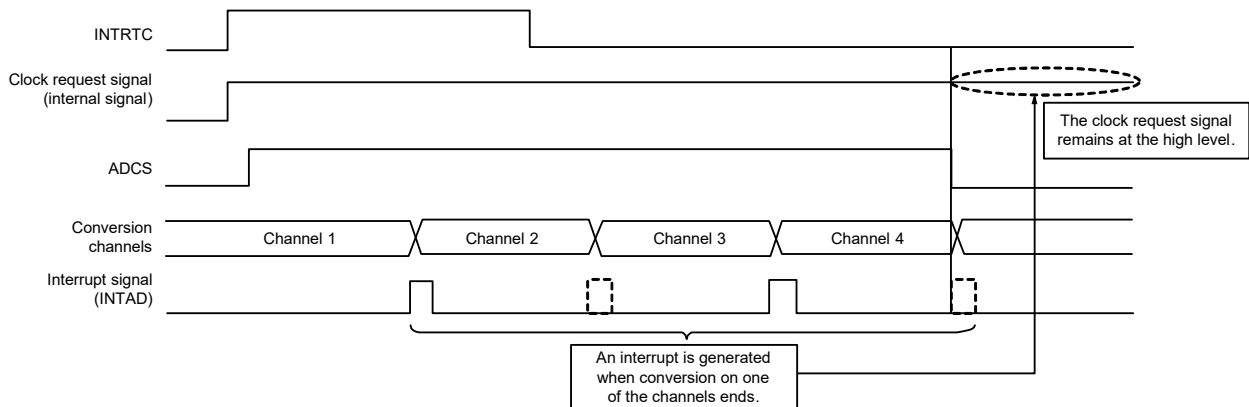 INTRTC
Clock request signal
(internal signal)
The clock request signal
remains at the high level.
ADCS
Conversion
channels
Channel 1
Channel 2
Channel 3
Channel 4
Interrupt signal
(INTAD)
An interrupt is generated
when conversion on one
of the channels ends.